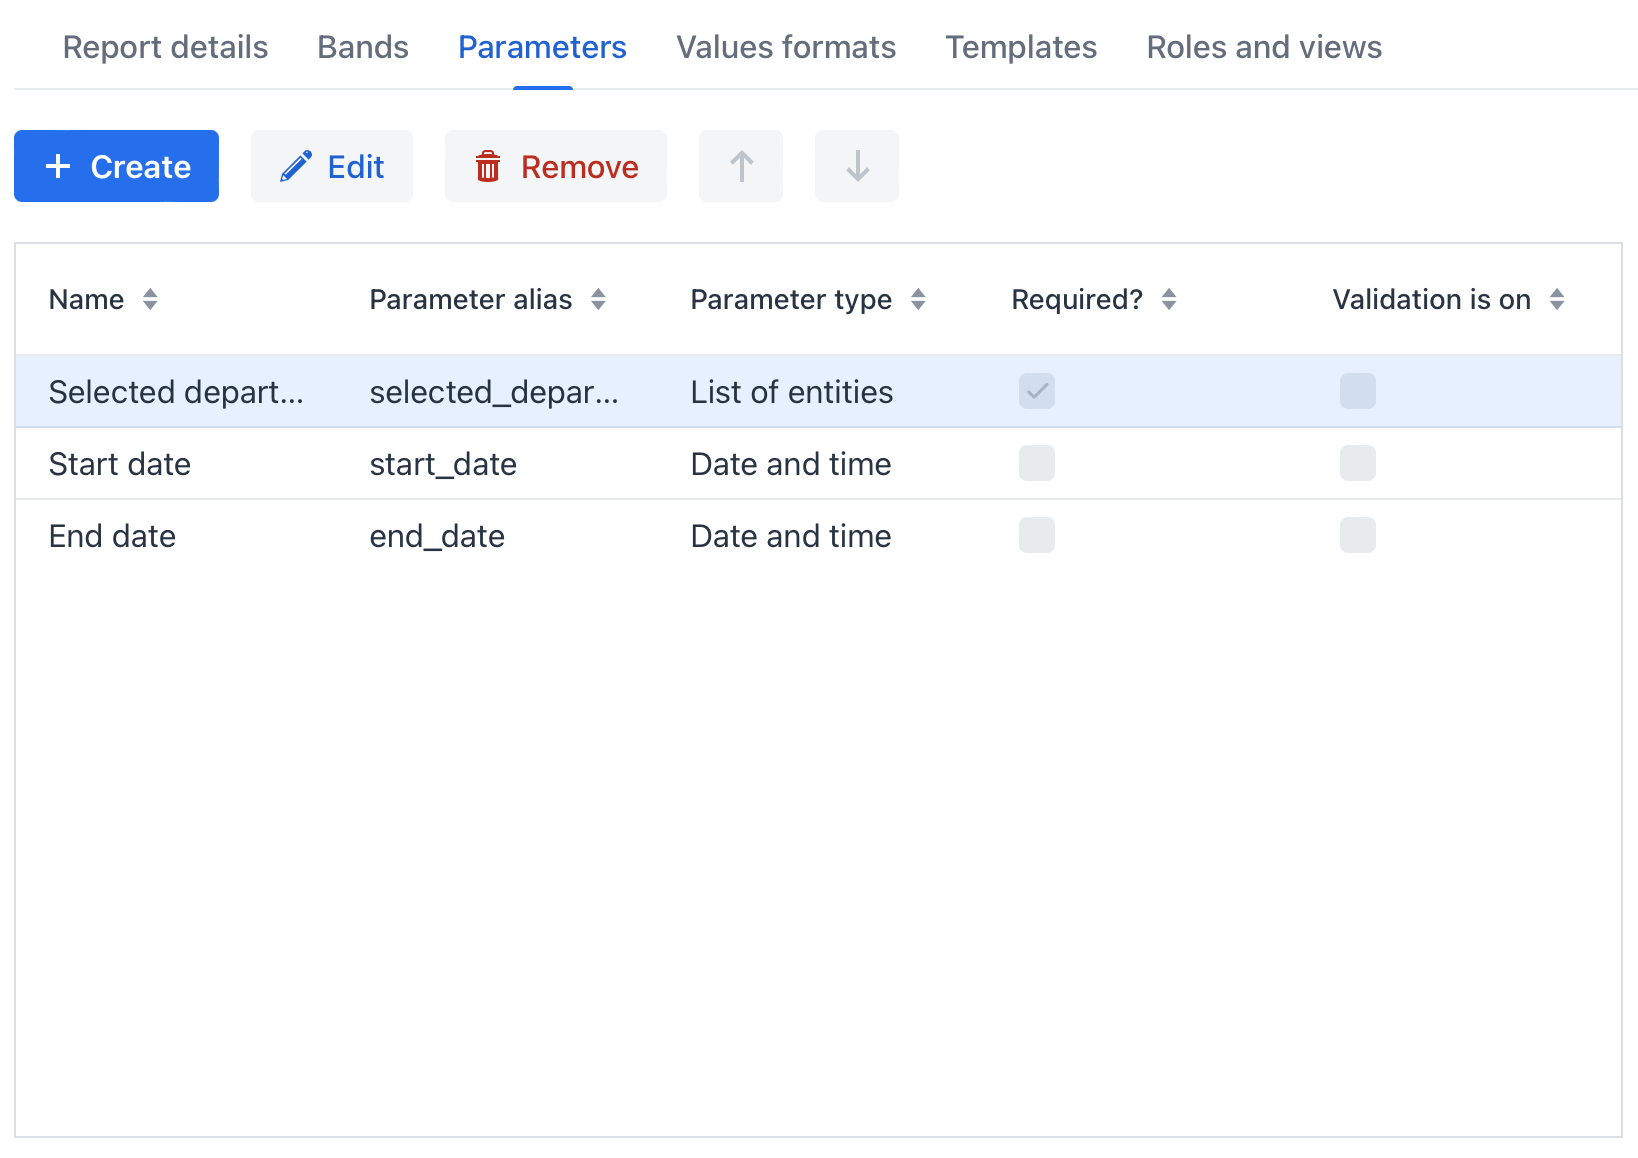 Report details Bands Parameters Values formats Templates Roles and views
Create Edit Remove
Name Parameter alias Parameter type Required? Validation is on
Selected depart... selected_depar... List of entities
Start date start_date Date and time
End date end_date Date and time